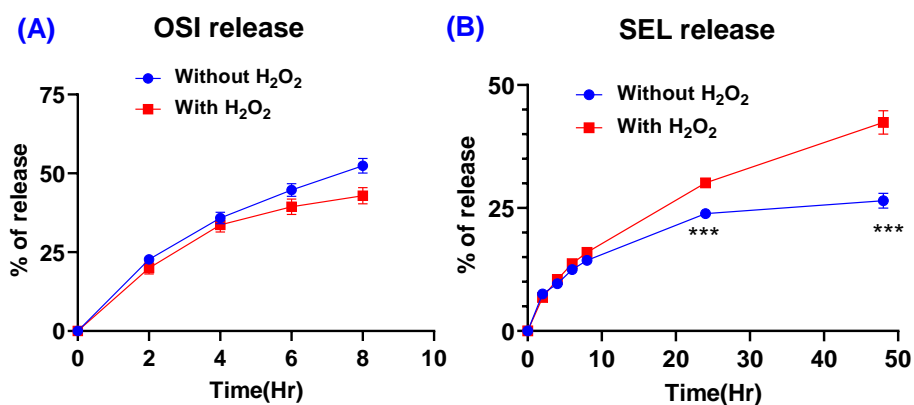 (A)
OSI release
Without H₂O₂
With H₂O₂
% of release
75
50
25
0
0 2 4 6 8 10
Time(Hr)
(B)
SEL release
Without H₂O₂
With H₂O₂
% of release
50
25
0
***
***
0 10 20 30 40 50
Time(Hr)